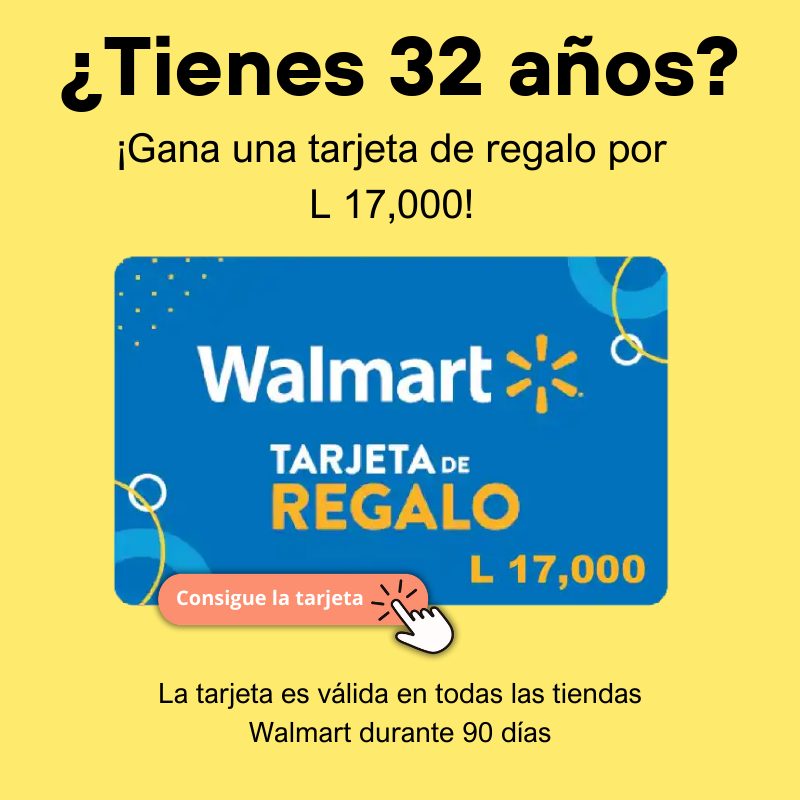 ¿Tienes 32 años?
¡Gana una tarjeta de regalo por
L 17,000!
Walmart
TARJETA DE
REGALO
L 17,000
Consigue la tarjeta
La tarjeta es válida en todas las tiendas
Walmart durante 90 días